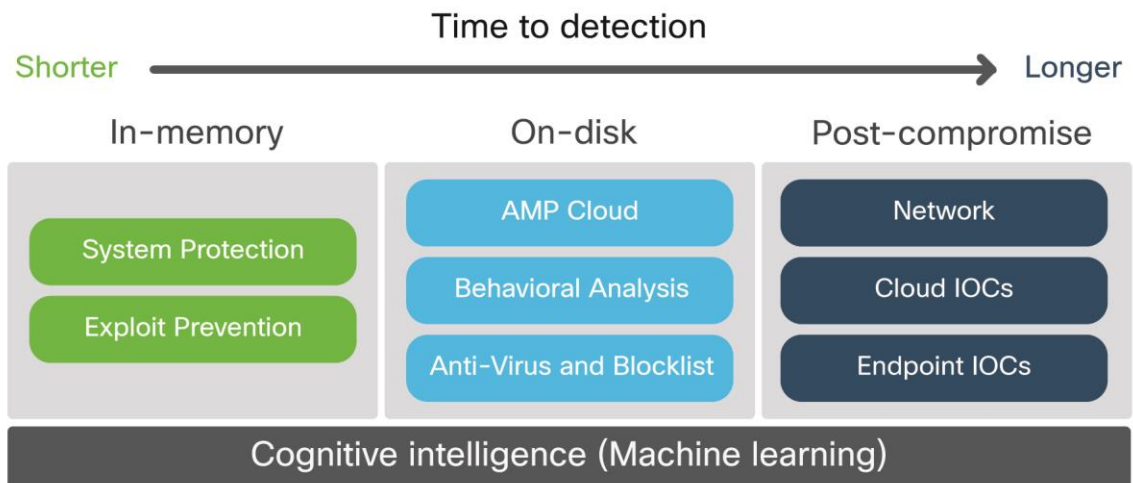 Time to detection
Shorter
Longer
In-memory
On-disk
Post-compromise
System Protection
Exploit Prevention
AMP Cloud
Behavioral Analysis
Anti-Virus and Blocklist
Network
Cloud IOCs
Endpoint IOCs
Cognitive intelligence (Machine learning)